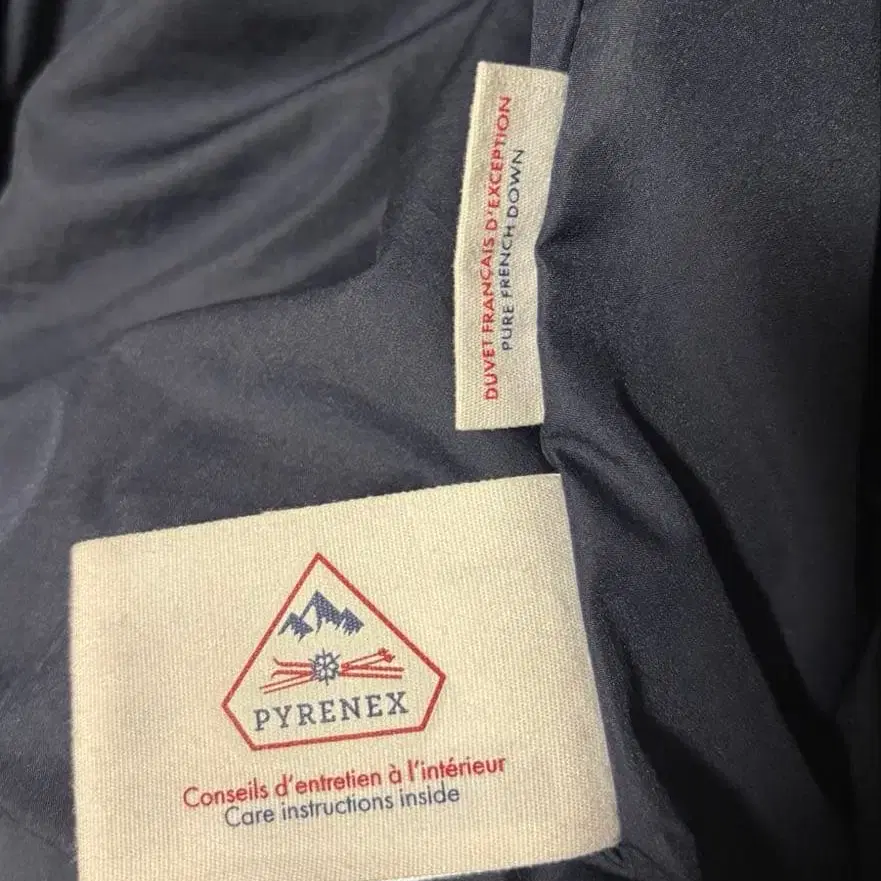 DUVET FRANÇAIS D'EXCEPTION
PURE FRENCH DOWN
PYRENEX
Conseils d'entretien à l'intérieur
Care instructions inside